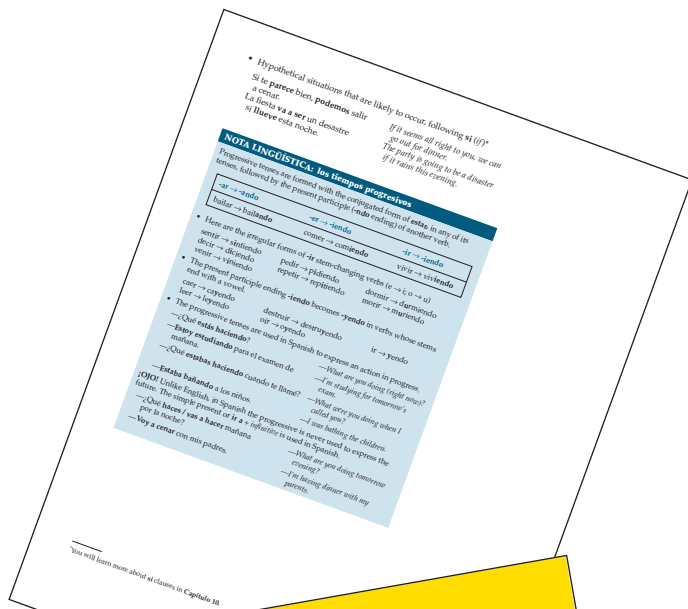 • Hypothetical situations that are likely to occur, following si (if)*
Si te parece bien, podemos salir
a cenar.
La fiesta va a ser un desastre
si llueve esta noche.
If it seems all right to you, we can
go out for dinner.
The party is going to be a disaster
if it rains this evening.
NOTA LINGÜÍSTICA: los tiempos progresivos
Progressive tenses are formed with the conjugated form of estar, in any of its
tenses, followed by the present participle (-ndo ending) of another verb.
-ar → -ando
-er → -iendo
-ir → -iendo
bailar → bailando
comer → comiendo
vivir → viviendo
• Here are the irregular forms of -ir stem-changing verbs (e → i; o → u)
sentir → sintiendo
pedir → pidiendo
dormir → durmiendo
decir → diciendo
repetir → repitiendo
morir → muriendo
venir → viniendo
• The present participle ending -iendo becomes -yendo in verbs whose stems
end with a vowel.
caer → cayendo
destruir → destruyendo
ir → yendo
leer → leyendo
oír → oyendo
• The progressive tenses are used in Spanish to express an action in progress.
—¿Qué estás haciendo?
—What are you doing (right now)?
—Estoy estudiando para el examen de
mañana.
—I'm studying for tomorrow's
exam.
—¿Qué estabas haciendo cuando te llamé?
—What were you doing when I
called you?
—Estaba bañando a los niños.
—I was bathing the children.
¡OJO! Unlike English, in Spanish the progressive is never used to express the
future. The simple present or ir a + infinitive is used in Spanish.
—¿Qué haces / vas a hacer mañana
por la noche?
—What are you doing tomorrow
evening?
—Voy a cenar con mis padres.
—I'm having dinner with my
parents.
*You will learn more about si clauses in Capítulo 10.